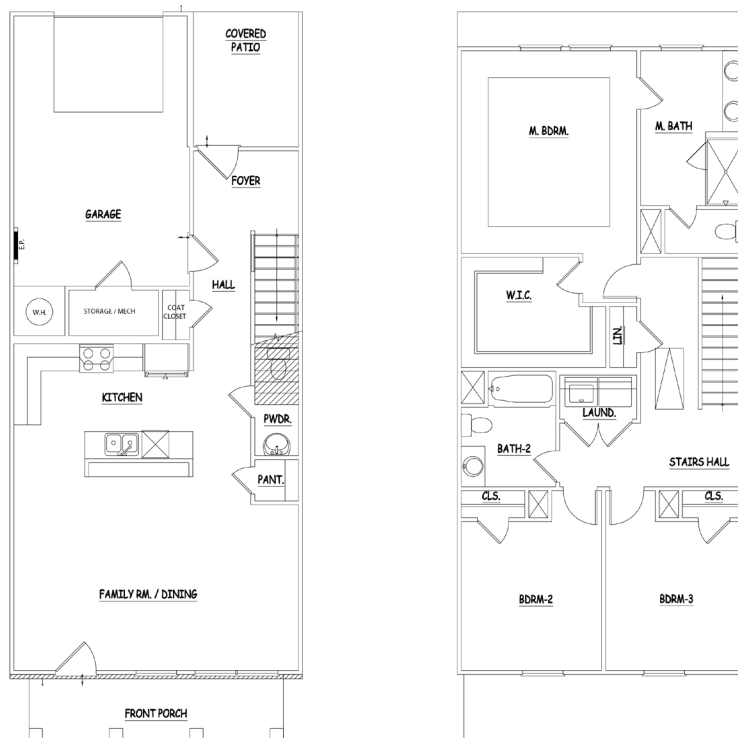 COVERED
PATIO
FOYER
GARAGE
E.P.
HALL
W.H.
STORAGE / MECH
COAT
CLOSET
KITCHEN
PWDR.
PANT.
FAMILY RM. / DINING
FRONT PORCH
M. BDRM.
M. BATH
W.I.C.
LIN.
LAUND.
BATH-2
STAIRS HALL
CLS.
CLS.
BDRM-2
BDRM-3